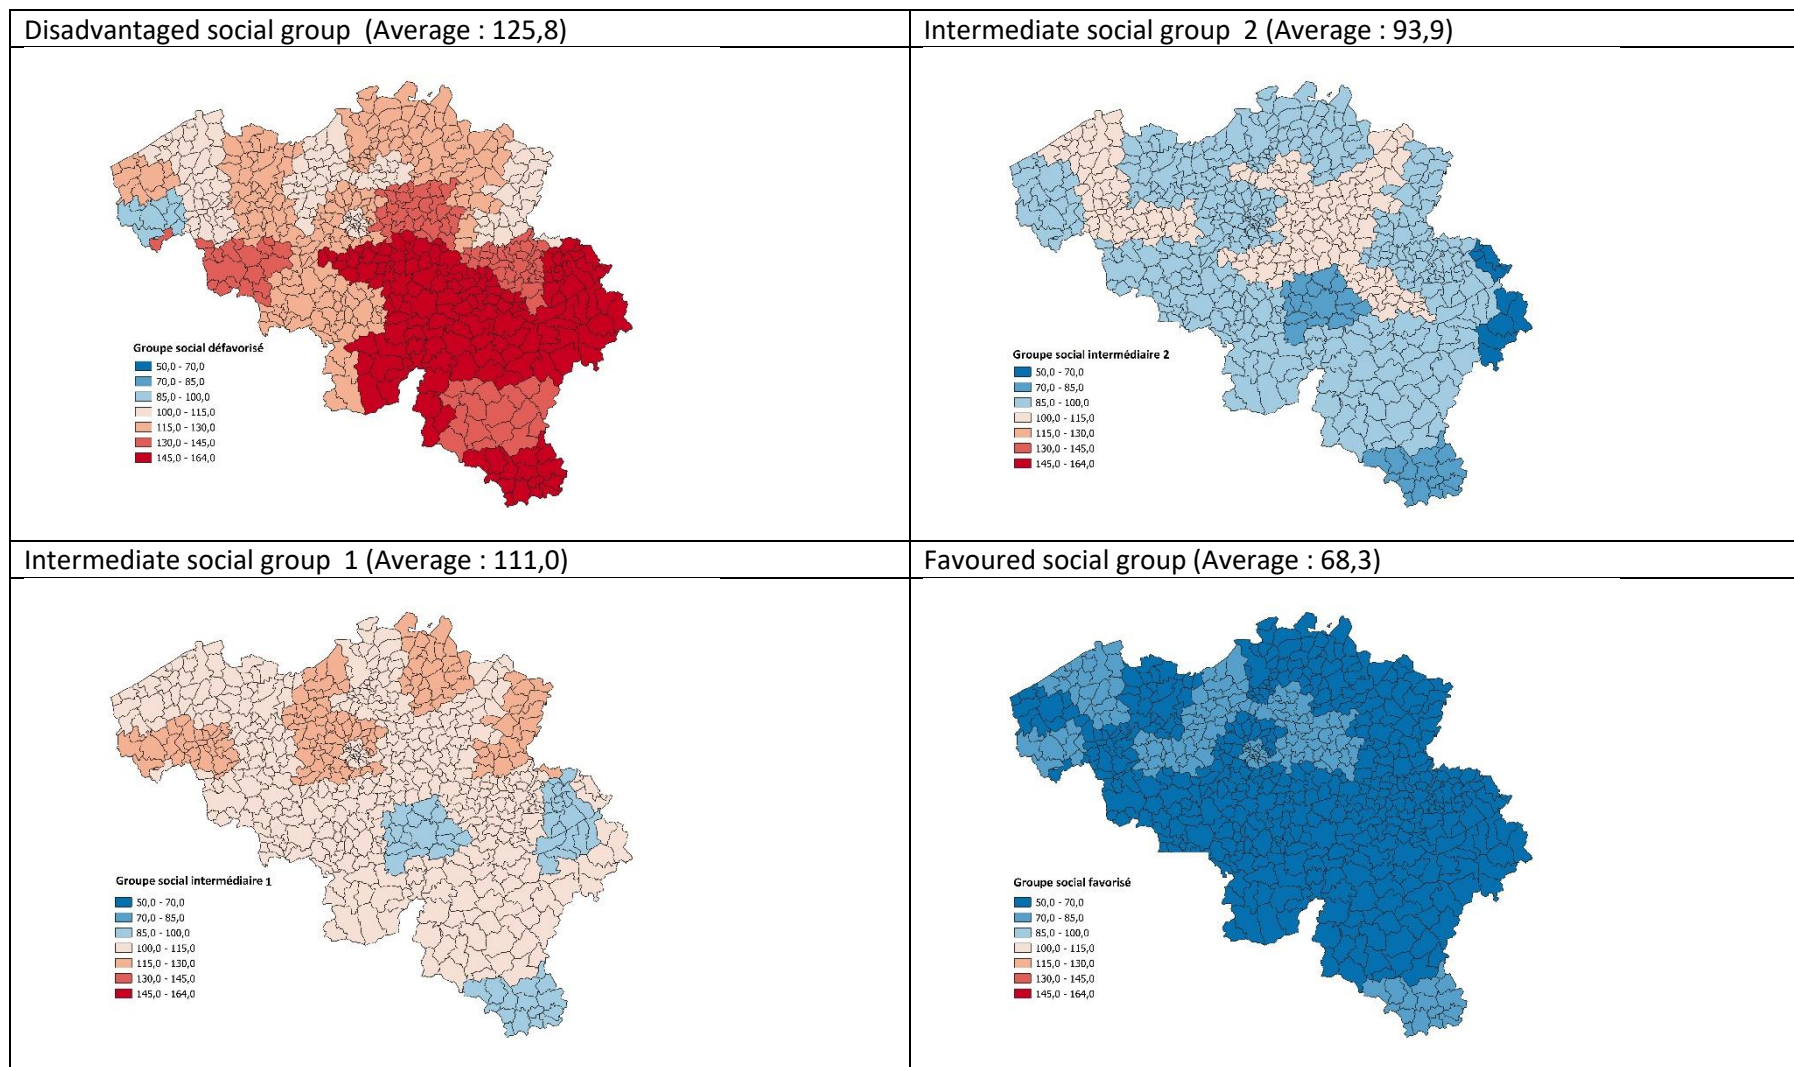 Disadvantaged social group (Average : 125,8)
Groupe social défavorisé
50,0 - 70,0
70,0 - 85,0
85,0 - 100,0
100,0 - 115,0
115,0 - 130,0
130,0 - 145,0
145,0 - 164,0
Intermediate social group 2 (Average : 93,9)
Groupe social intermédiaire 2
50,0 - 70,0
70,0 - 85,0
85,0 - 100,0
100,0 - 115,0
115,0 - 130,0
130,0 - 145,0
145,0 - 164,0
Intermediate social group 1 (Average : 111,0)
Groupe social intermédiaire 1
50,0 - 70,0
70,0 - 85,0
85,0 - 100,0
100,0 - 115,0
115,0 - 130,0
130,0 - 145,0
145,0 - 164,0
Favoured social group (Average : 68,3)
Groupe social favorisé
50,0 - 70,0
70,0 - 85,0
85,0 - 100,0
100,0 - 115,0
115,0 - 130,0
130,0 - 145,0
145,0 - 164,0